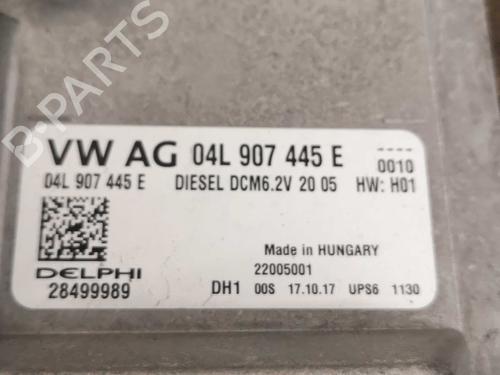 B-PARTS
VW AG 04L 907 445 E 0010
04L 907 445 E DIESEL DCM6.2V 20 05 HW: H01
Made in HUNGARY
DELPHI 22005001
28499989 DH1 00S 17.10.17 UPS6 1130